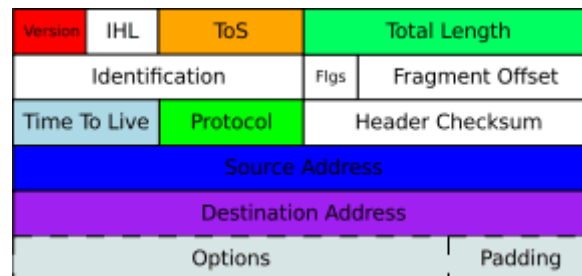 Version IHL ToS Total Length
Identification Flgs Fragment Offset
Time To Live Protocol Header Checksum
Source Address
Destination Address
Options Padding